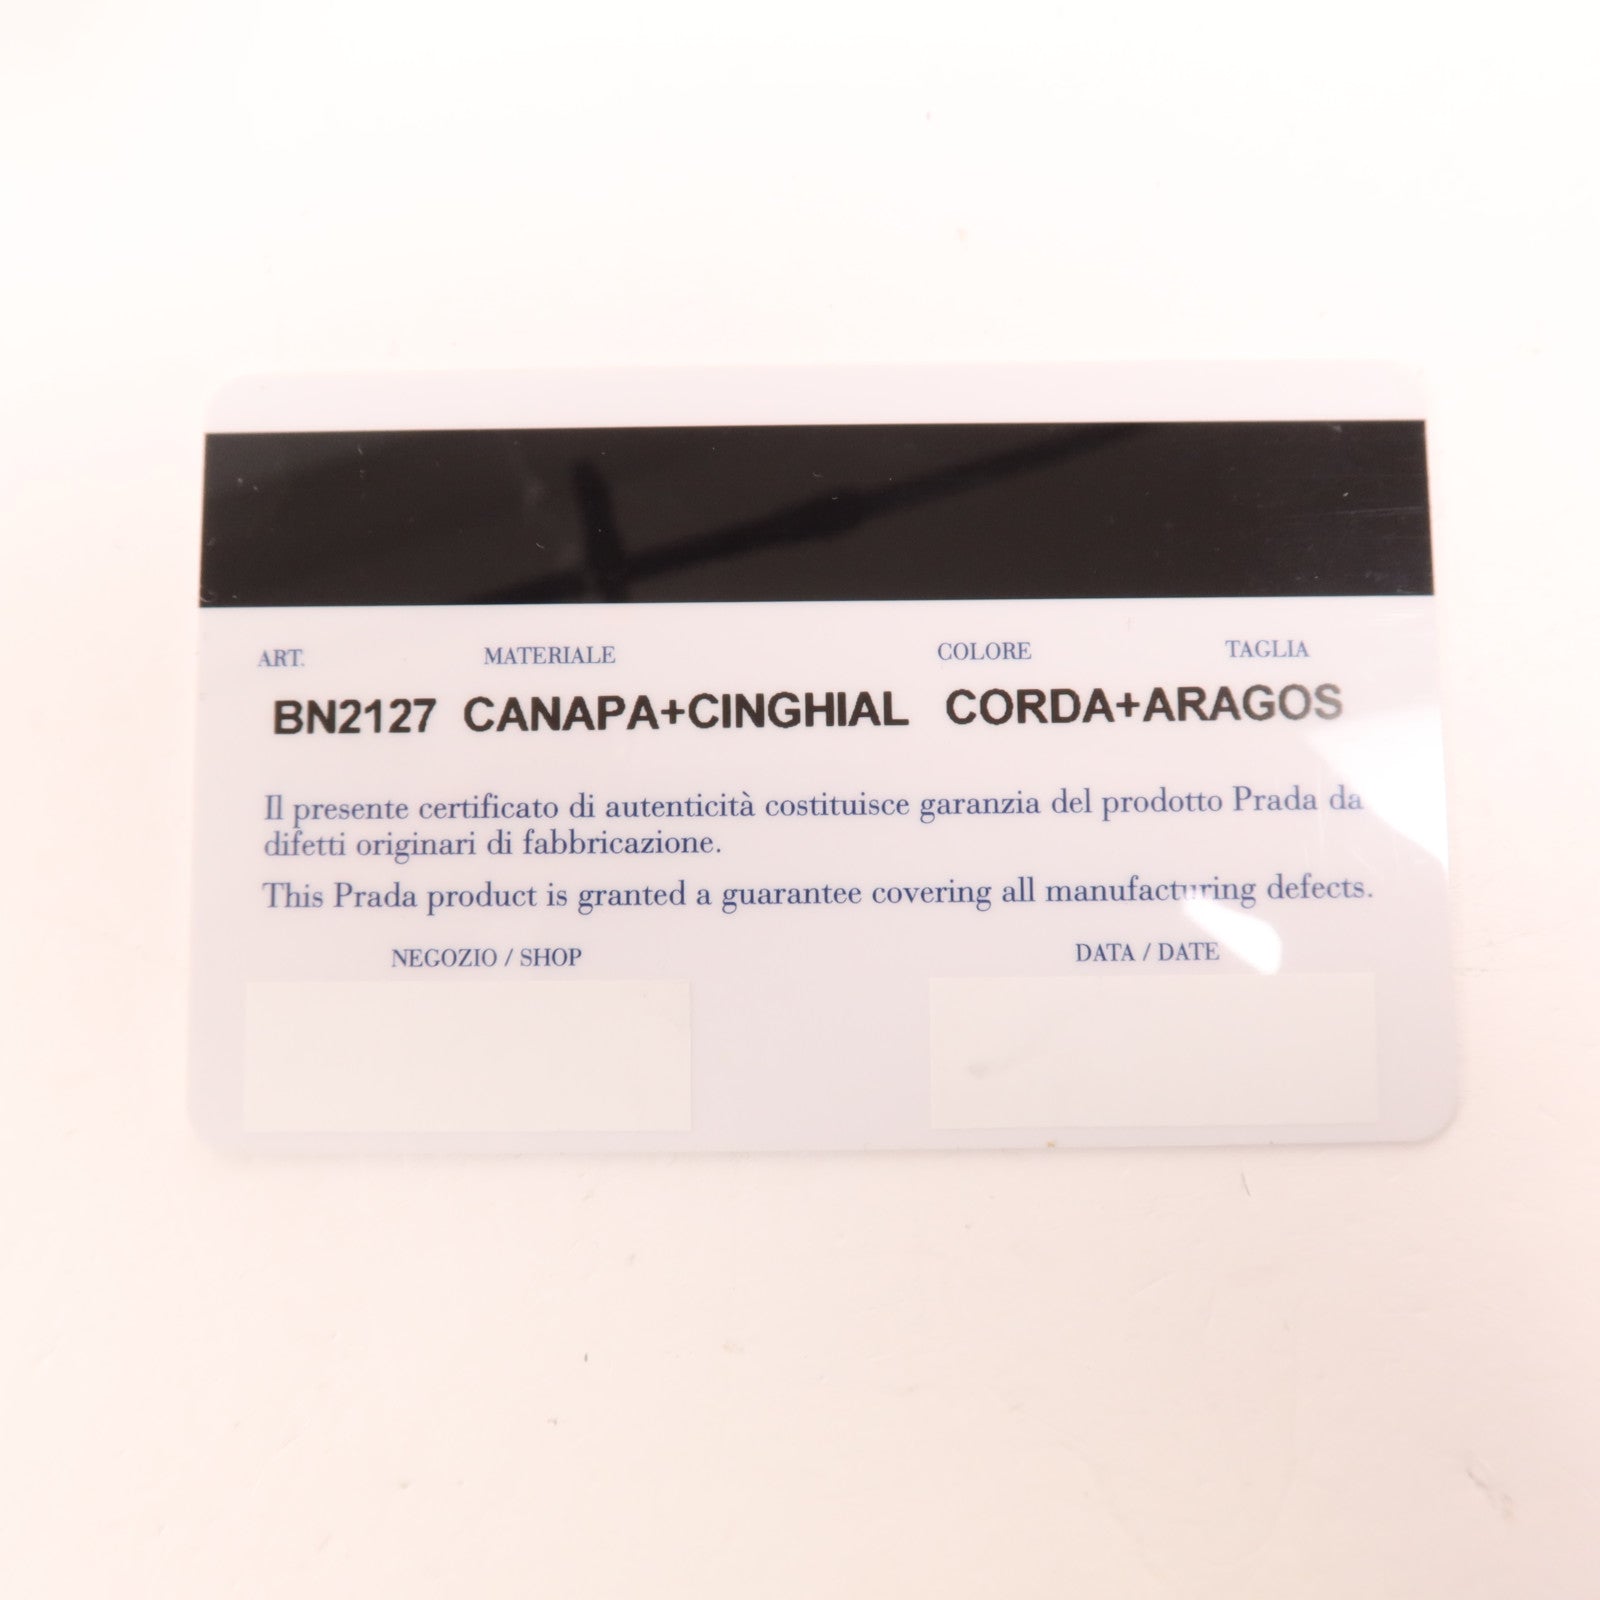 ART. MATERIALE COLORE TAGLIA
BN2127 CANAPA+CINGHIAL CORDA+ARAGOS
Il presente certificato di autenticità costituisce garanzia del prodotto Prada da
difetti originari di fabbricazione.
This Prada product is granted a guarantee covering all manufacturing defects.
NEGOZIO / SHOP DATA / DATE